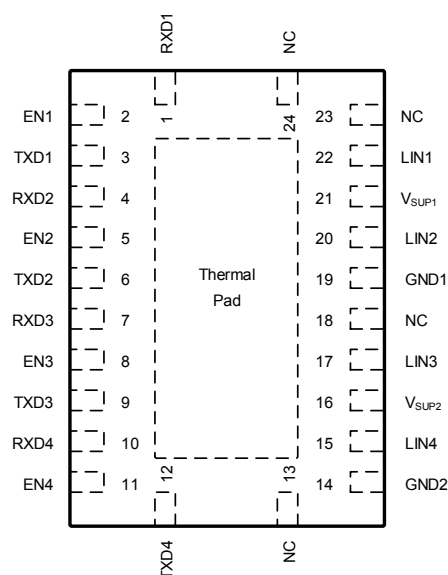 RXD1 NC
1 24
EN1 2 23 NC
TXD1 3 22 LIN1
RXD2 4 21 VSUP1
EN2 5 20 LIN2
TXD2 6 19 GND1
Thermal
Pad
RXD3 7 18 NC
EN3 8 17 LIN3
TXD3 9 16 VSUP2
RXD4 10 15 LIN4
EN4 11 14 GND2
12 13
TXD4 NC